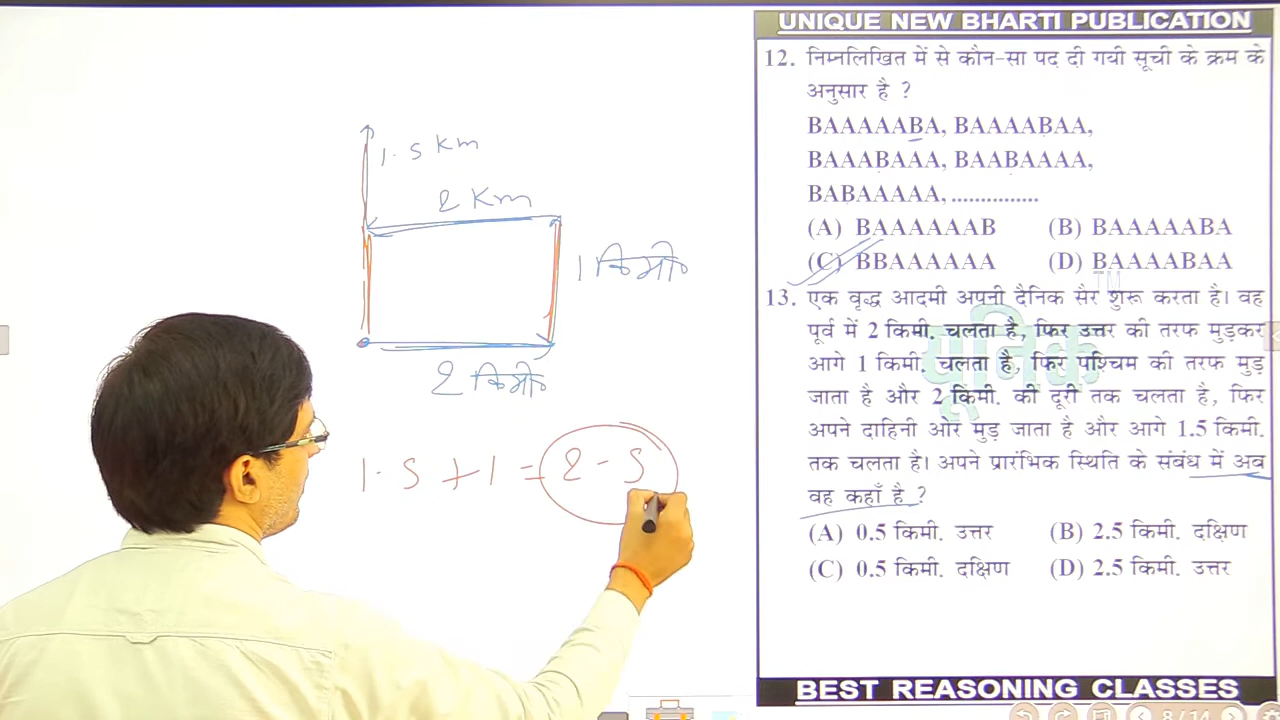 UNIQUE NEW BHARTI PUBLICATION
12. निम्नलिखित में से कौन-सा पद दी गयी सूची के क्रम के
अनुसार है ?
BAAAAABA, BAAAABAA,
BAAABAAA, BAABAAAA,
BABAAAAA, ................
(A) BAAAAAAB (B) BAAAAABA
(C) BBAAAAAA (D) BAAAABAA
13. एक वृद्ध आदमी अपनी दैनिक सैर शुरू करता है। वह
पूर्व में 2 किमी. चलता है, फिर उत्तर की तरफ मुड़कर
आगे 1 किमी. चलता है, फिर पश्चिम की तरफ मुड़
जाता है और 2 किमी. की दूरी तक चलता है, फिर
अपने दाहिनी ओर मुड़ जाता है और आगे 1.5 किमी.
तक चलता है। अपने प्रारंभिक स्थिति के संबंध में अब
वह कहाँ है ?
(A) 0.5 किमी. उत्तर (B) 2.5 किमी. दक्षिण
(C) 0.5 किमी. दक्षिण (D) 2.5 किमी. उत्तर
BEST REASONING CLASSES
1.5 Km
2 Km
1 किमी०
2 किमी०
1.5 + 1 = 2-5
यूनिक
8/14